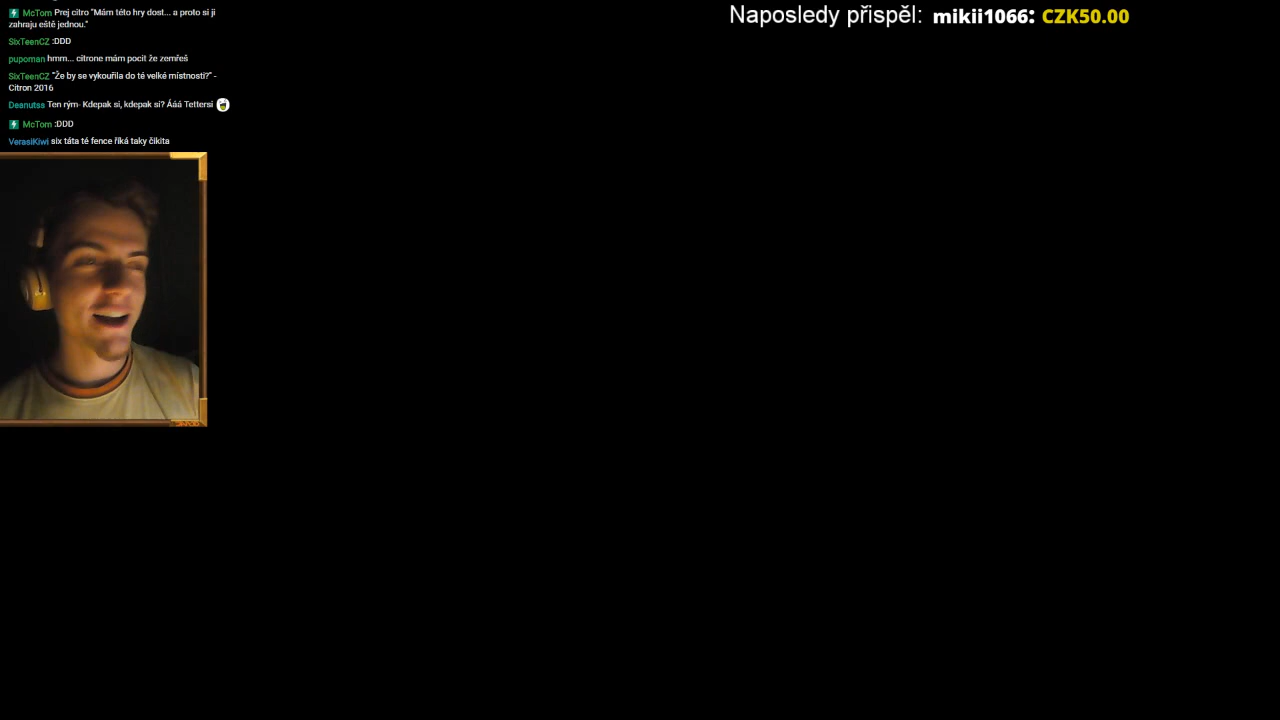 McTom Prej citro "Mám této hry dost... a proto si ji
zahraju eště jednou."
SixTeenCZ :DDD
pupoman hmm... citrone mám pocit že zemřeš
SixTeenCZ "Že by se vykouřila do té velké místnosti?" -
Citron 2016
Deanutss Ten rým- Kdepak si, kdepak si? Ááá Tettersi
McTom :DDD
VerasiKiwi six táta té fence říká taky čikita
Naposledy přispěl: mikii1066: CZK50.00